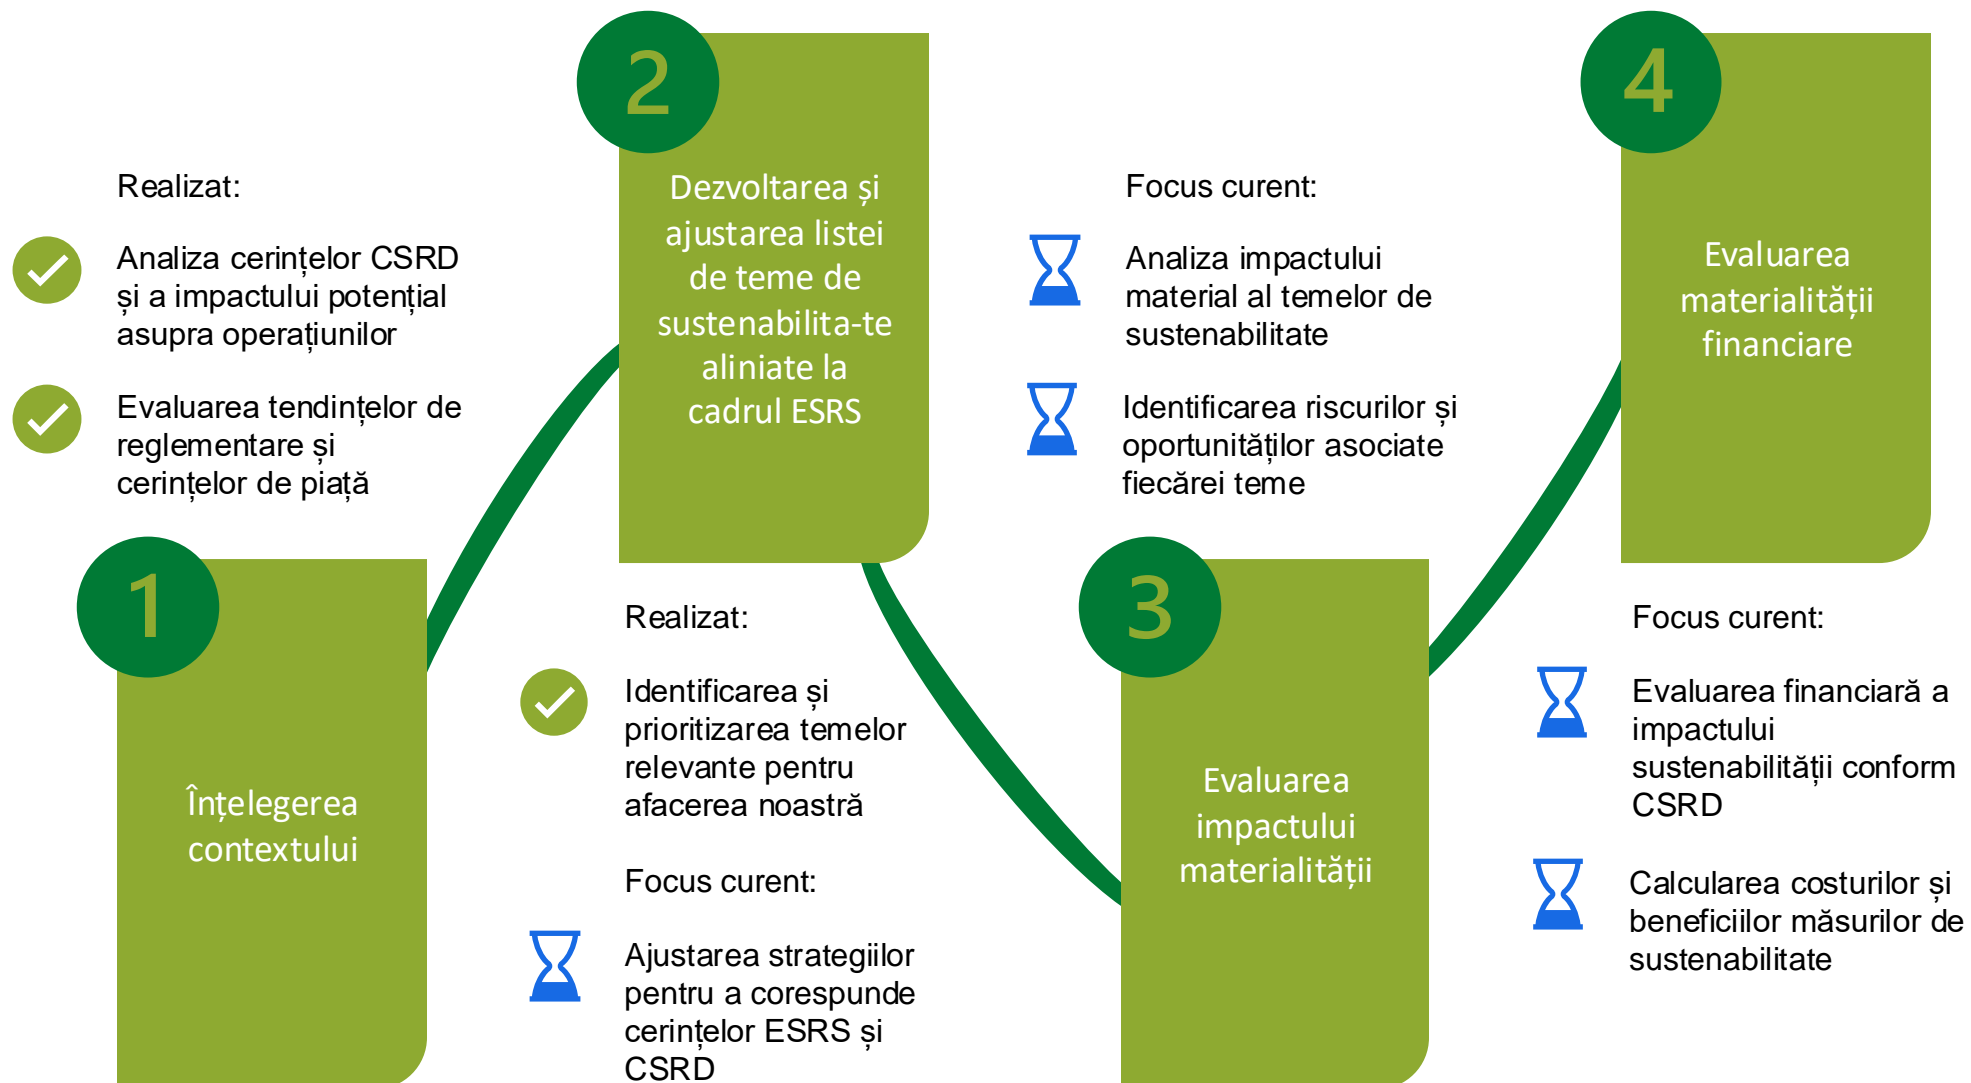 1
Înțelegerea
contextului
Realizat:
Analiza cerințelor CSRD
și a impactului potențial
asupra operațiunilor
Evaluarea tendințelor de
reglementare și
cerințelor de piață
2
Dezvoltarea și
ajustarea listei
de teme de
sustenabilita-te
aliniate la
cadrul ESRS
Realizat:
Identificarea și
prioritizarea temelor
relevante pentru
afacerea noastră
Focus curent:
Ajustarea strategiilor
pentru a corespunde
cerințelor ESRS și
CSRD
3
Evaluarea
impactului
materialității
Focus curent:
Analiza impactului
material al temelor de
sustenabilitate
Identificarea riscurilor și
oportunităților asociate
fiecărei teme
4
Evaluarea
materialității
financiare
Focus curent:
Evaluarea financiară a
impactului
sustenabilității conform
CSRD
Calcularea costurilor și
beneficiilor măsurilor de
sustenabilitate